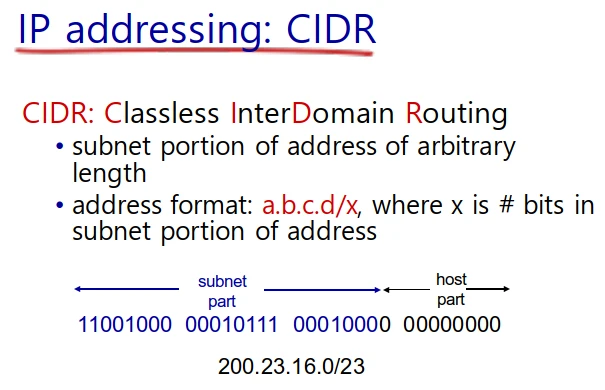 IP addressing: CIDR
CIDR: Classless InterDomain Routing
• subnet portion of address of arbitrary
length
• address format: a.b.c.d/x, where x is # bits in
subnet portion of address
subnet
part
host
part
11001000 00010111 00010000 00000000
200.23.16.0/23